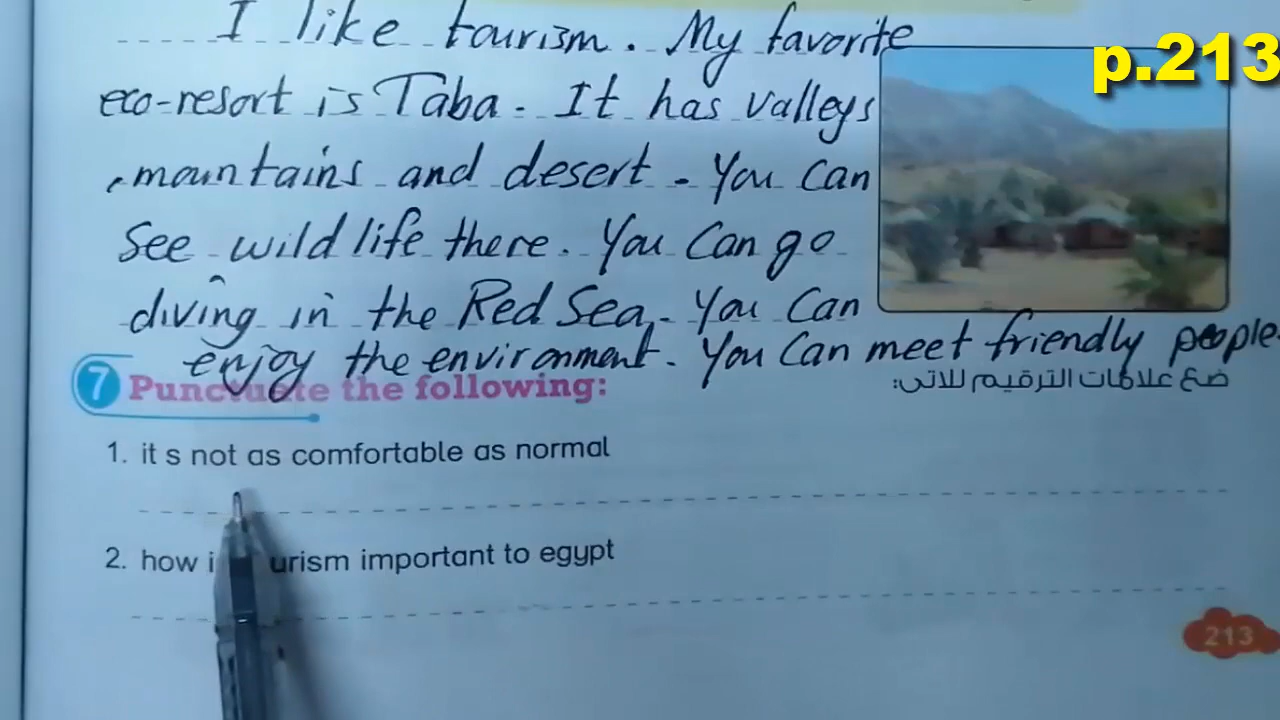 p.213
I like tourism. My favorite
eco-resort is Taba. It has valleys
, mountains and desert. You can
see wild life there. You can go
diving in the Red Sea. You can
enjoy the environment. You can meet friendly people
7 Punctuate the following:
ضع علامات الترقيم للآتى:
1. it s not as comfortable as normal
2. how i urism important to egypt
213